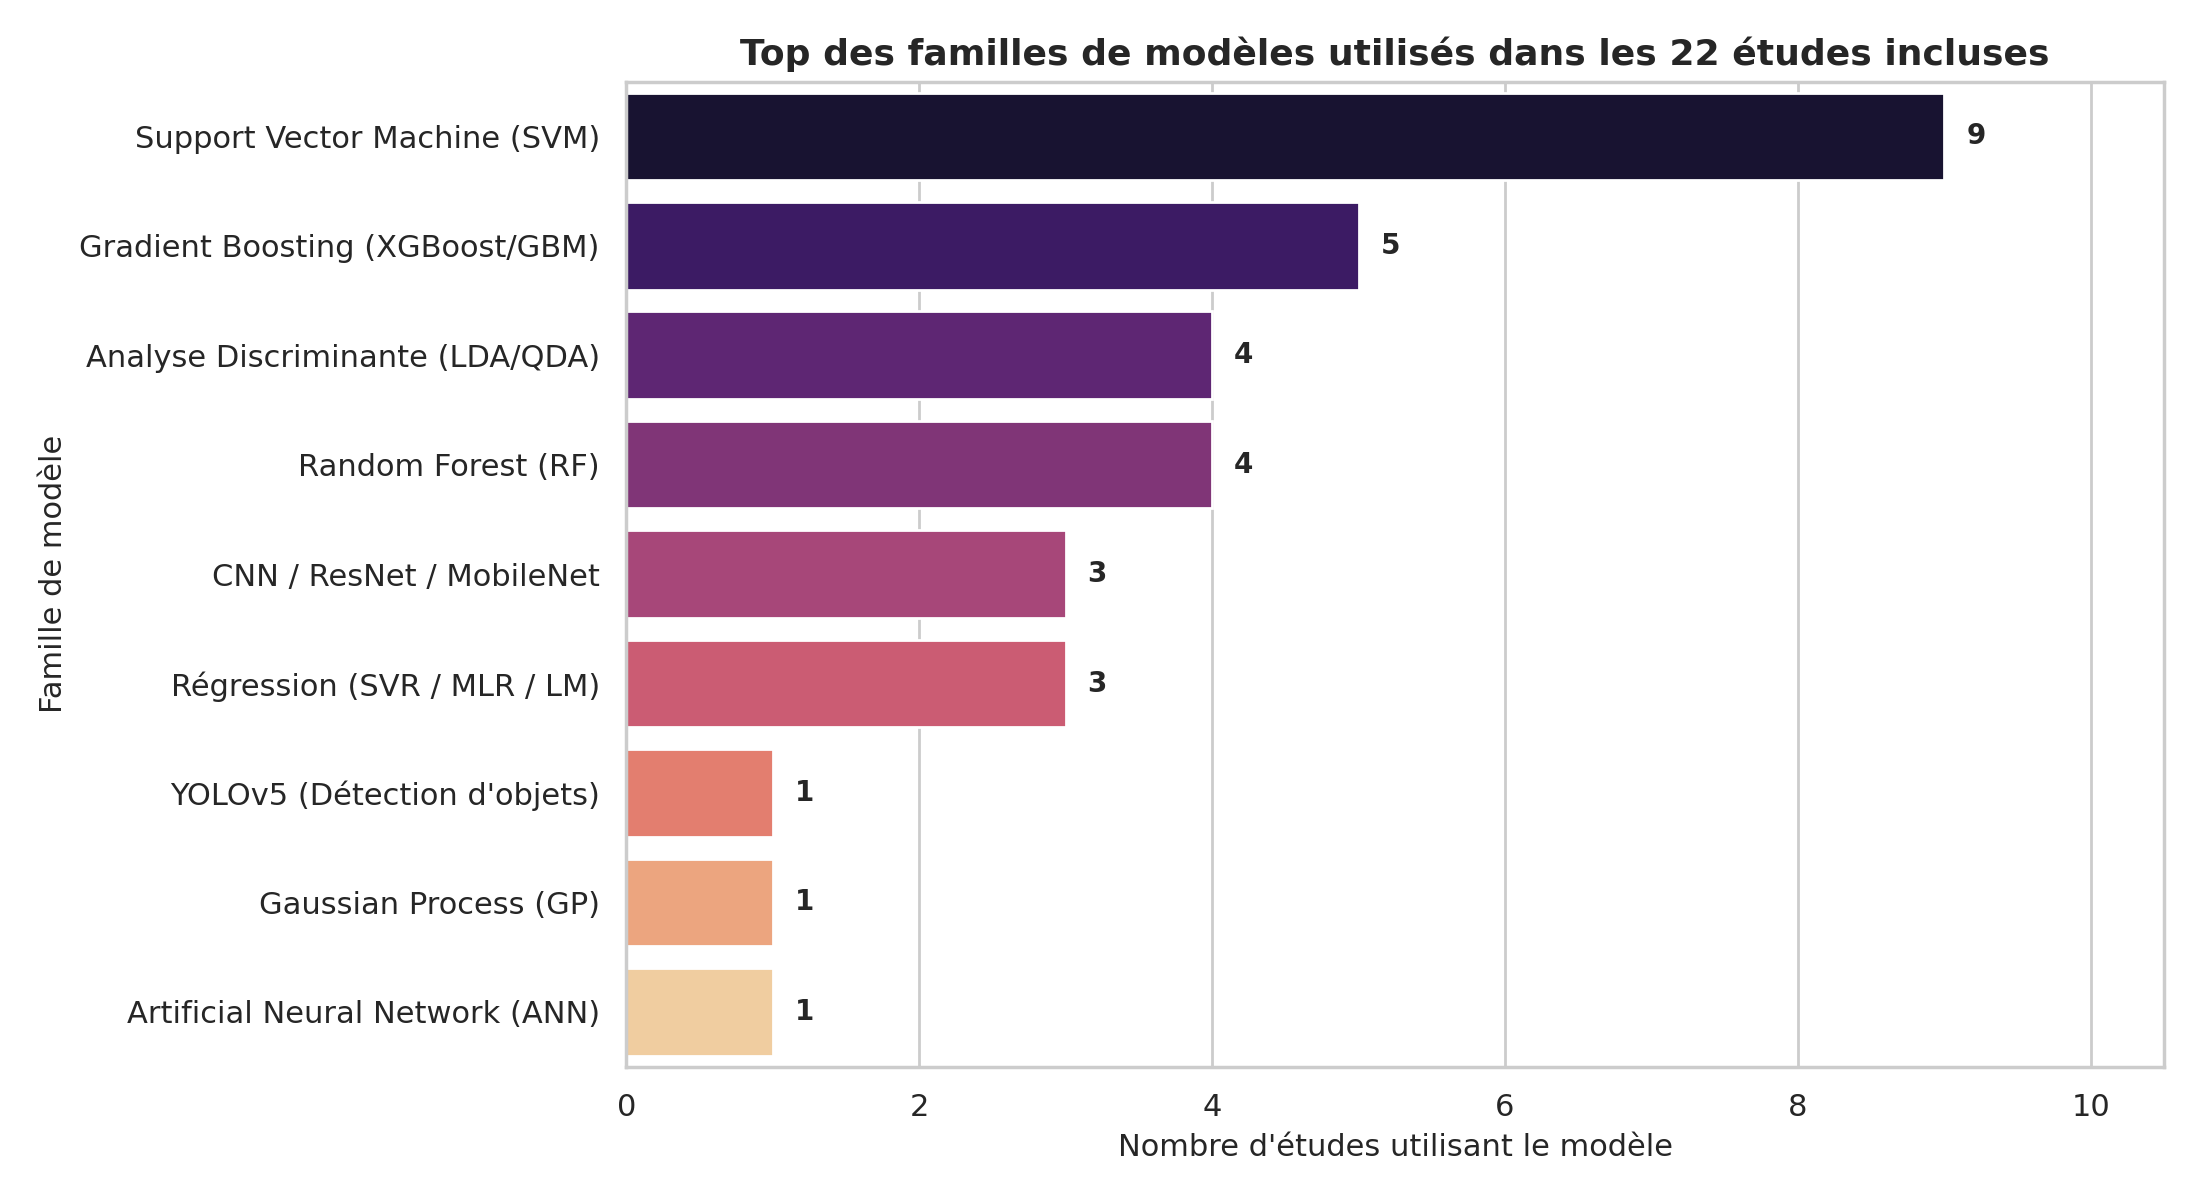 Top des familles de modèles utilisés dans les 22 études incluses
Famille de modèle
Support Vector Machine (SVM)
9
Gradient Boosting (XGBoost/GBM)
5
Analyse Discriminante (LDA/QDA)
4
Random Forest (RF)
4
CNN / ResNet / MobileNet
3
Régression (SVR / MLR / LM)
3
YOLOv5 (Détection d'objets)
1
Gaussian Process (GP)
1
Artificial Neural Network (ANN)
1
0 2 4 6 8 10
Nombre d'études utilisant le modèle